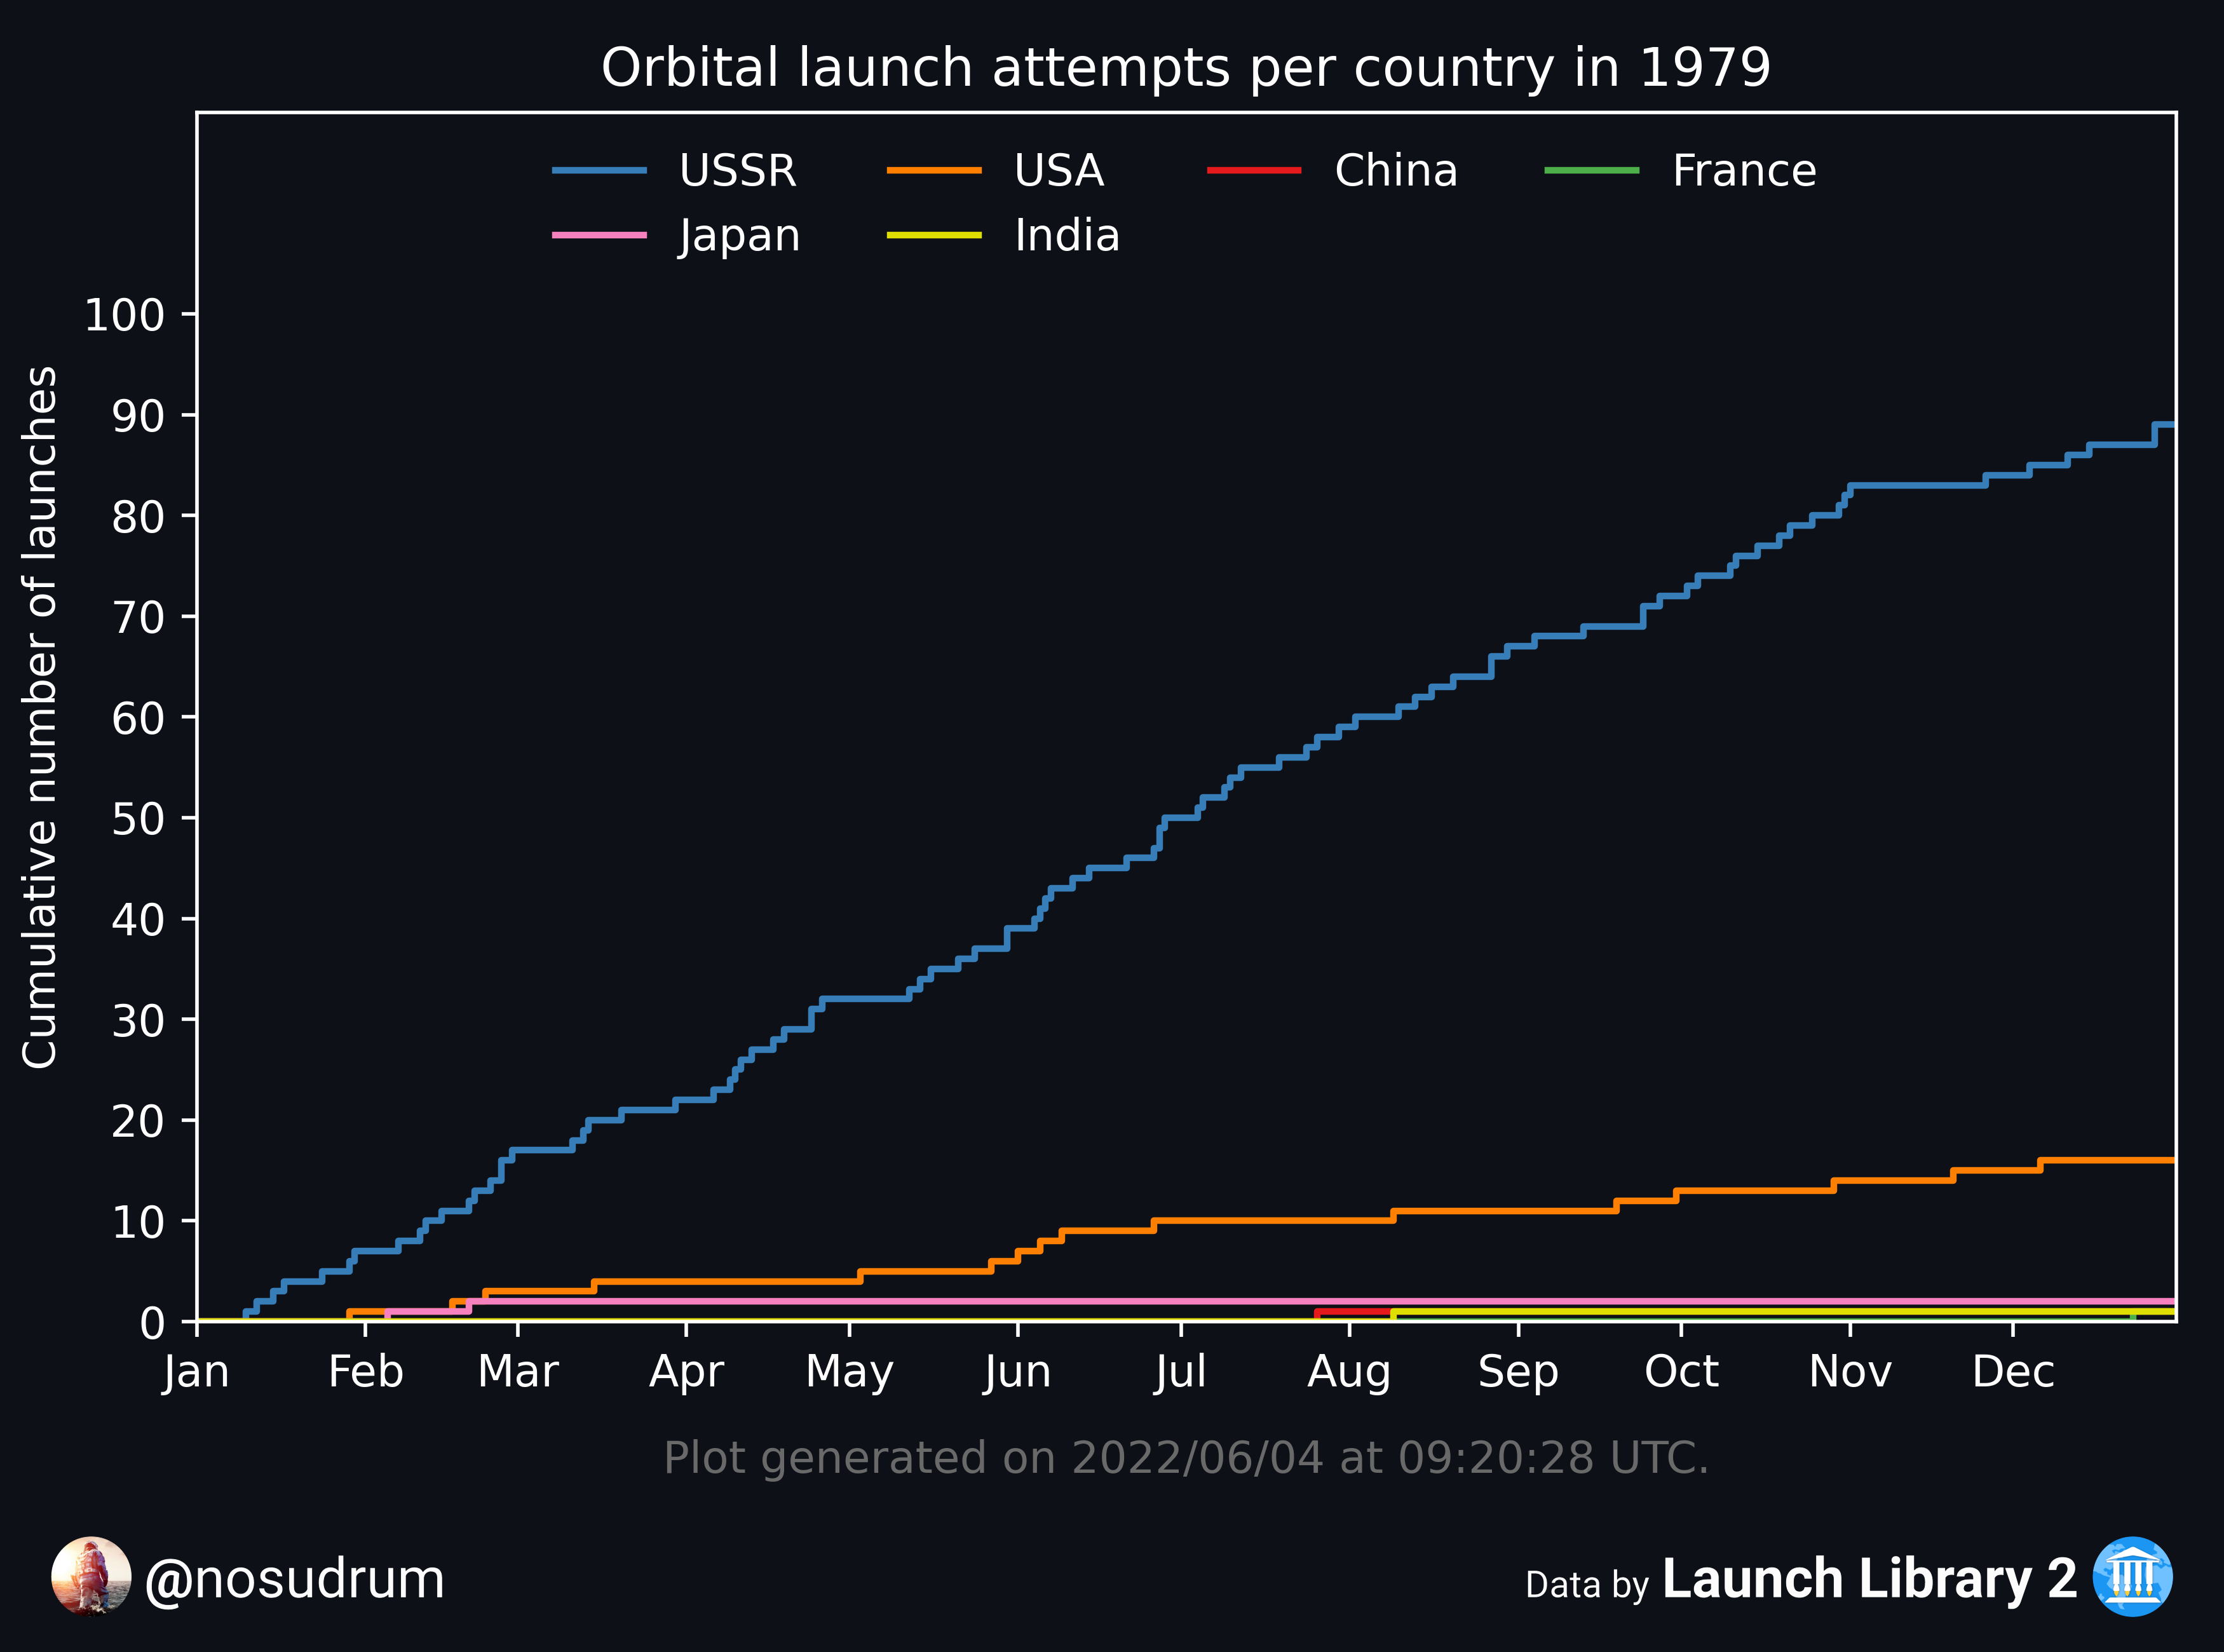 Orbital launch attempts per country in 1979
USSR USA China France
Japan India
Cumulative number of launches
100
90
80
70
60
50
40
30
20
10
0
Jan Feb Mar Apr May Jun Jul Aug Sep Oct Nov Dec
Plot generated on 2022/06/04 at 09:20:28 UTC.
@nosudrum
Data by Launch Library 2